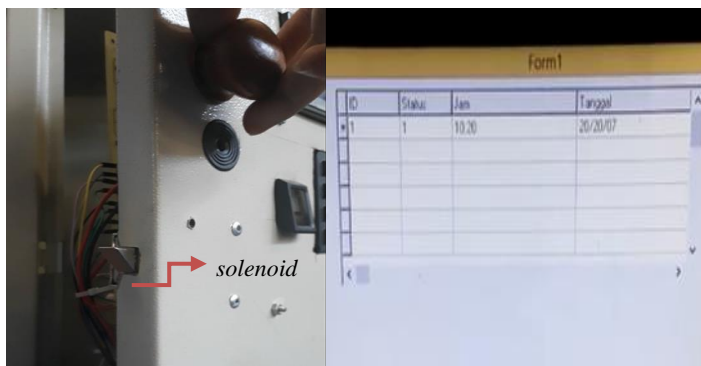 solenoid
Form1
ID Status Jam Tanggal
1 1 10.20 20/20/07